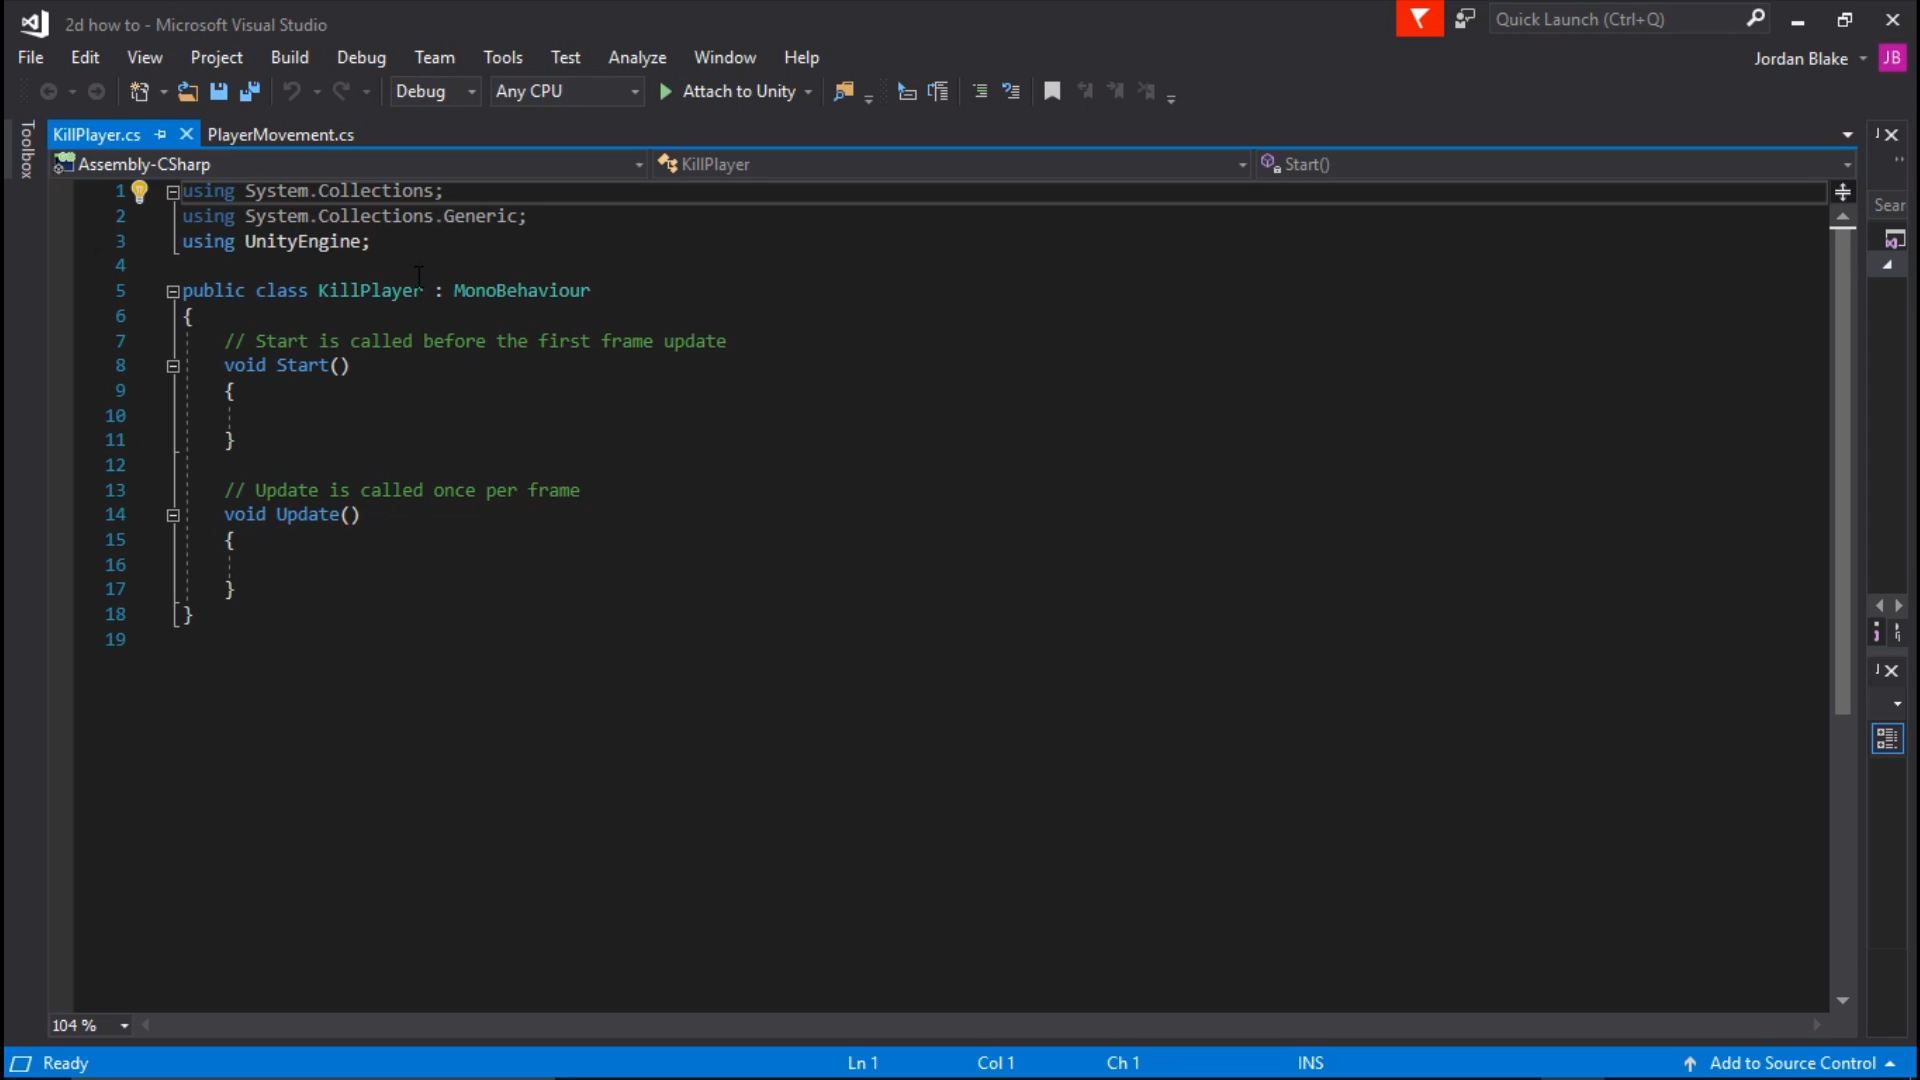 2d how to - Microsoft Visual Studio
Quick Launch (Ctrl+Q)
File Edit View Project Build Debug Team Tools Test Analyze Window Help
Jordan Blake JB
Debug Any CPU Attach to Unity
Toolbox
KillPlayer.cs PlayerMovement.cs
Assembly-CSharp KillPlayer Start()
Sear
1 using System.Collections;
2 using System.Collections.Generic;
3 using UnityEngine;
4
5 public class KillPlayer : MonoBehaviour
6 {
7 // Start is called before the first frame update
8 void Start()
9 {
10
11 }
12
13 // Update is called once per frame
14 void Update()
15 {
16
17 }
18 }
19
104 %
Ready Ln 1 Col 1 Ch 1 INS Add to Source Control